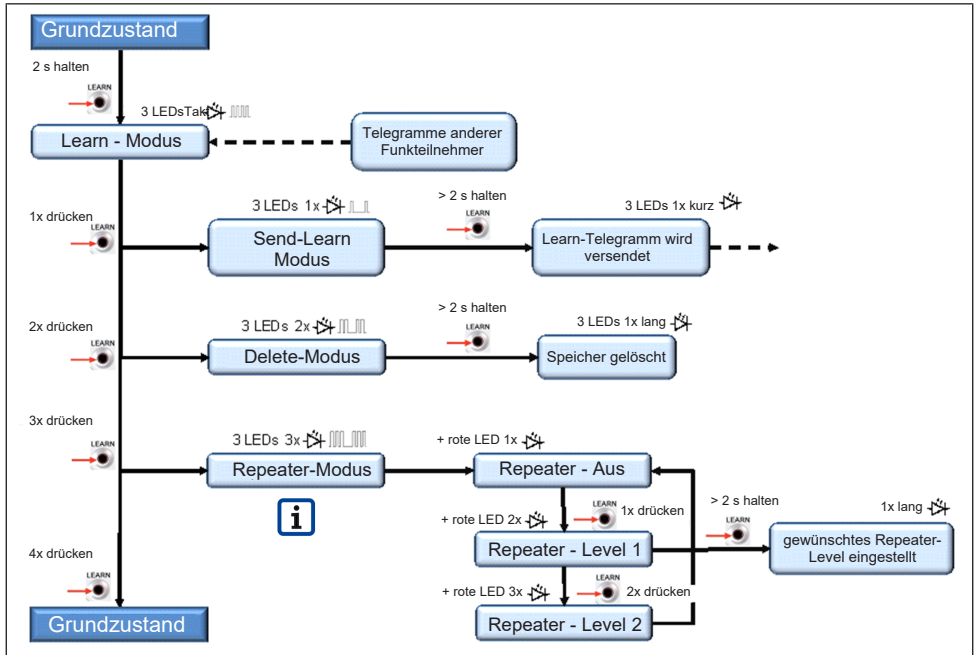 Grundzustand
2 s halten
LEARN
3 LEDsTakt
Learn - Modus
Telegramme anderer
Funkteilnehmer
1x drücken
LEARN
3 LEDs 1x
Send-Learn
Modus
> 2 s halten
LEARN
3 LEDs 1x kurz
Learn-Telegramm wird
versendet
2x drücken
LEARN
3 LEDs 2x
Delete-Modus
> 2 s halten
LEARN
3 LEDs 1x lang
Speicher gelöscht
3x drücken
LEARN
3 LEDs 3x
Repeater-Modus
i
+ rote LED 1x
Repeater - Aus
LEARN
1x drücken
+ rote LED 2x
Repeater - Level 1
> 2 s halten
LEARN
1x lang
gewünschtes Repeater-
Level eingestellt
LEARN
2x drücken
+ rote LED 3x
Repeater - Level 2
4x drücken
LEARN
Grundzustand